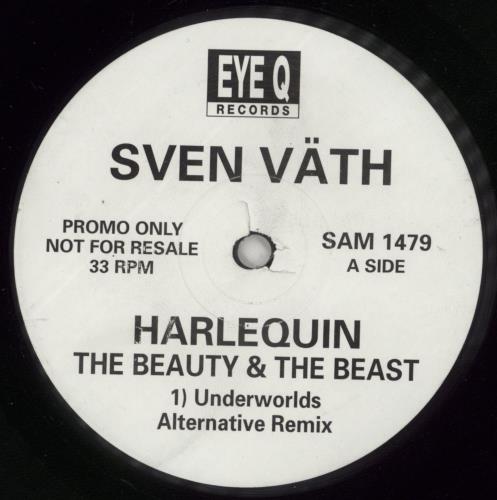 EYE Q
RECORDS
SVEN VÄTH
PROMO ONLY
NOT FOR RESALE
33 RPM
SAM 1479
A SIDE
HARLEQUIN
THE BEAUTY & THE BEAST
1) Underworlds
Alternative Remix